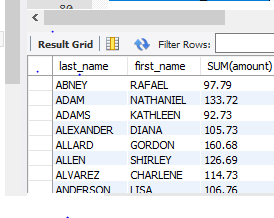 80
Result Grid Filter Rows:
last_name first_name SUM(amount)
ABNEY RAFAEL 97.79
ADAM NATHANIEL 133.72
ADAMS KATHLEEN 92.73
ALEXANDER DIANA 105.73
ALLARD GORDON 160.68
ALLEN SHIRLEY 126.69
ALVAREZ CHARLENE 114.73
ANDERSON LISA 106.76